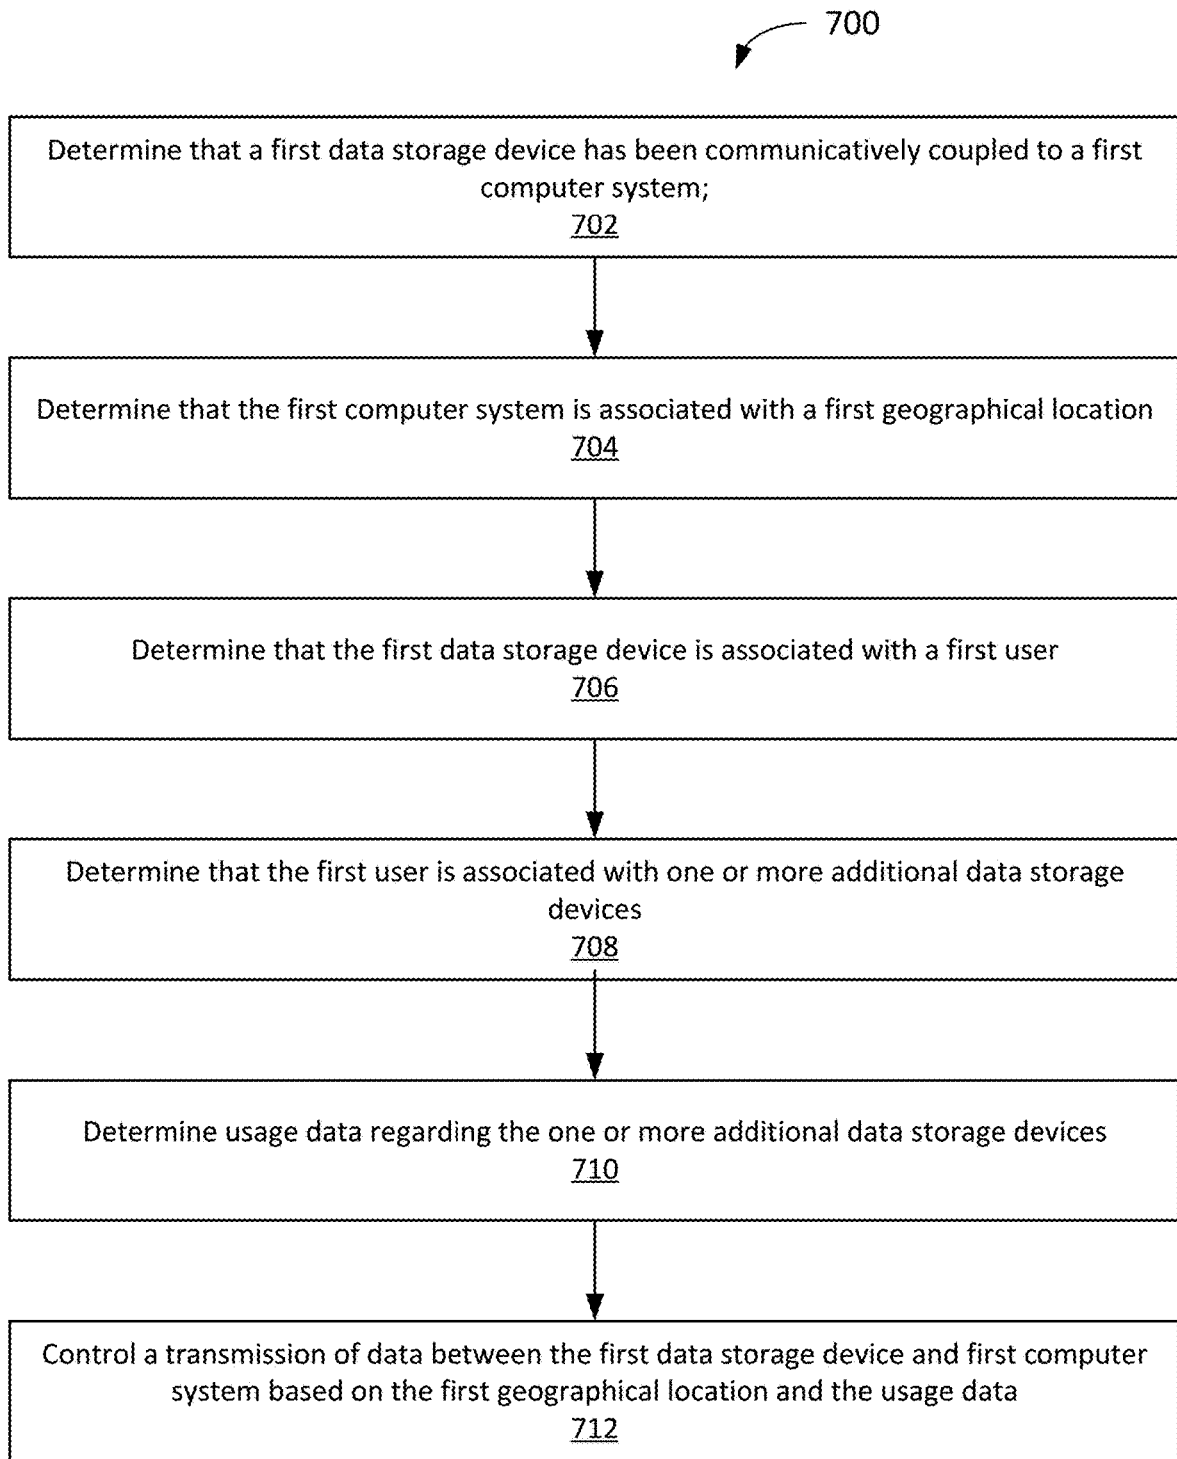 700
Determine that a first data storage device has been communicatively coupled to a first
computer system;
702
Determine that the first computer system is associated with a first geographical location
704
Determine that the first data storage device is associated with a first user
706
Determine that the first user is associated with one or more additional data storage
devices
708
Determine usage data regarding the one or more additional data storage devices
710
Control a transmission of data between the first data storage device and first computer
system based on the first geographical location and the usage data
712